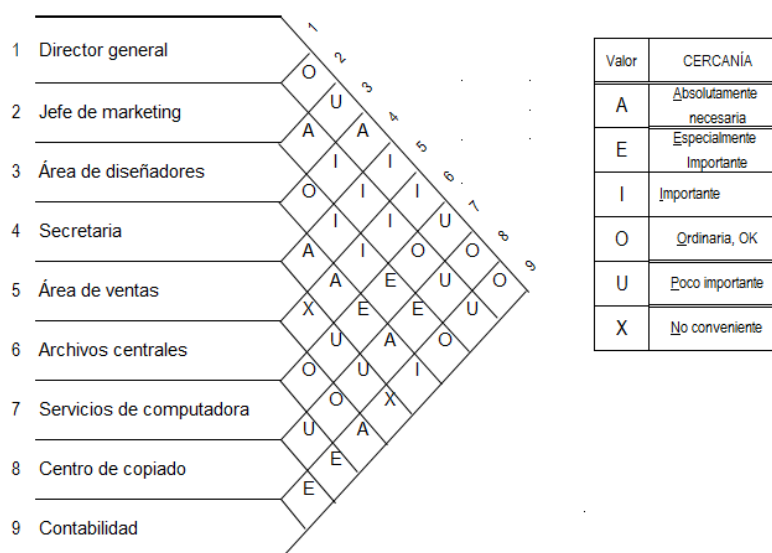 1 Director general
2 Jefe de marketing
3 Área de diseñadores
4 Secretaria
5 Área de ventas
6 Archivos centrales
7 Servicios de computadora
8 Centro de copiado
9 Contabilidad
1
2
3
4
5
6
7
8
9
O
U
A A
I I
O I I
I I U
A I O O
A E U O
X E E U
U A O
O U I
O X
U A
E
E
Valor CERCANÍA
A Absolutamente
necesaria
E Especialmente
Importante
I Importante
O Ordinaria, OK
U Poco importante
X No conveniente